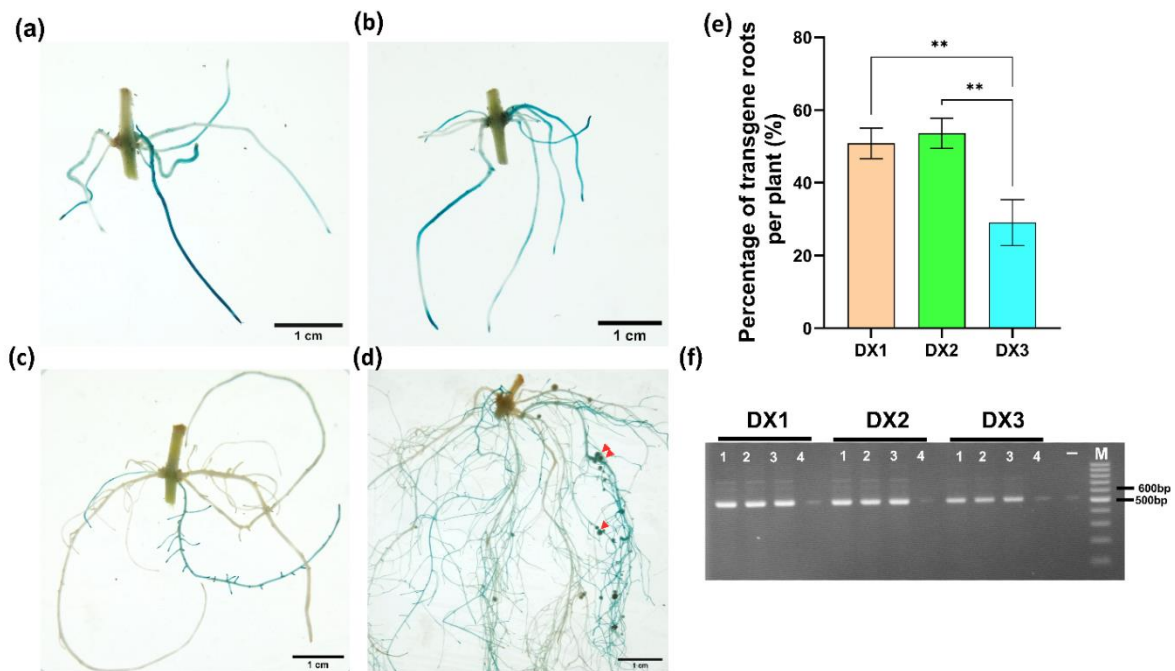 (a)
(b)
(e)
80
60
40
20
0
Percentage of transgene roots
per plant (%)
**
**
DX1 DX2 DX3
1 cm
1 cm
(c)
(d)
(f)
1 cm
1 cm
DX1 DX2 DX3
1 2 3 4 1 2 3 4 1 2 3 4 – M
600bp
500bp